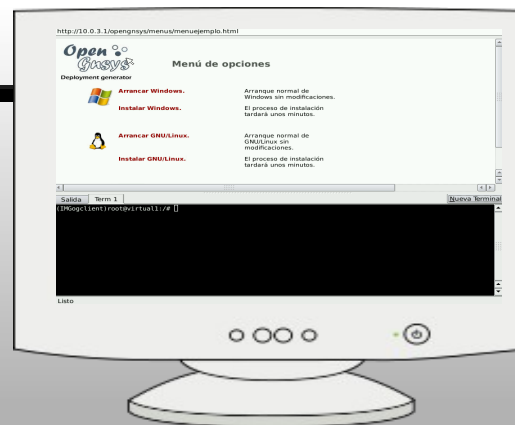 http://10.0.3.1/opengnsys/menus/menuejemplo.html
Open
Gnsys
Deployment generator
Menú de opciones
Arrancar Windows.
Arranque normal de
Windows sin modificaciones.
Instalar Windows.
El proceso de instalación
tardará unos minutos.
Arrancar GNU/Linux.
Arranque normal de
GNU/Linux sin
modificaciones.
Instalar GNU/Linux.
El proceso de instalación
tardará unos minutos.
Salida
Term 1
Nueva Terminal
(IMGogclient)root@virtual1:/#
Listo